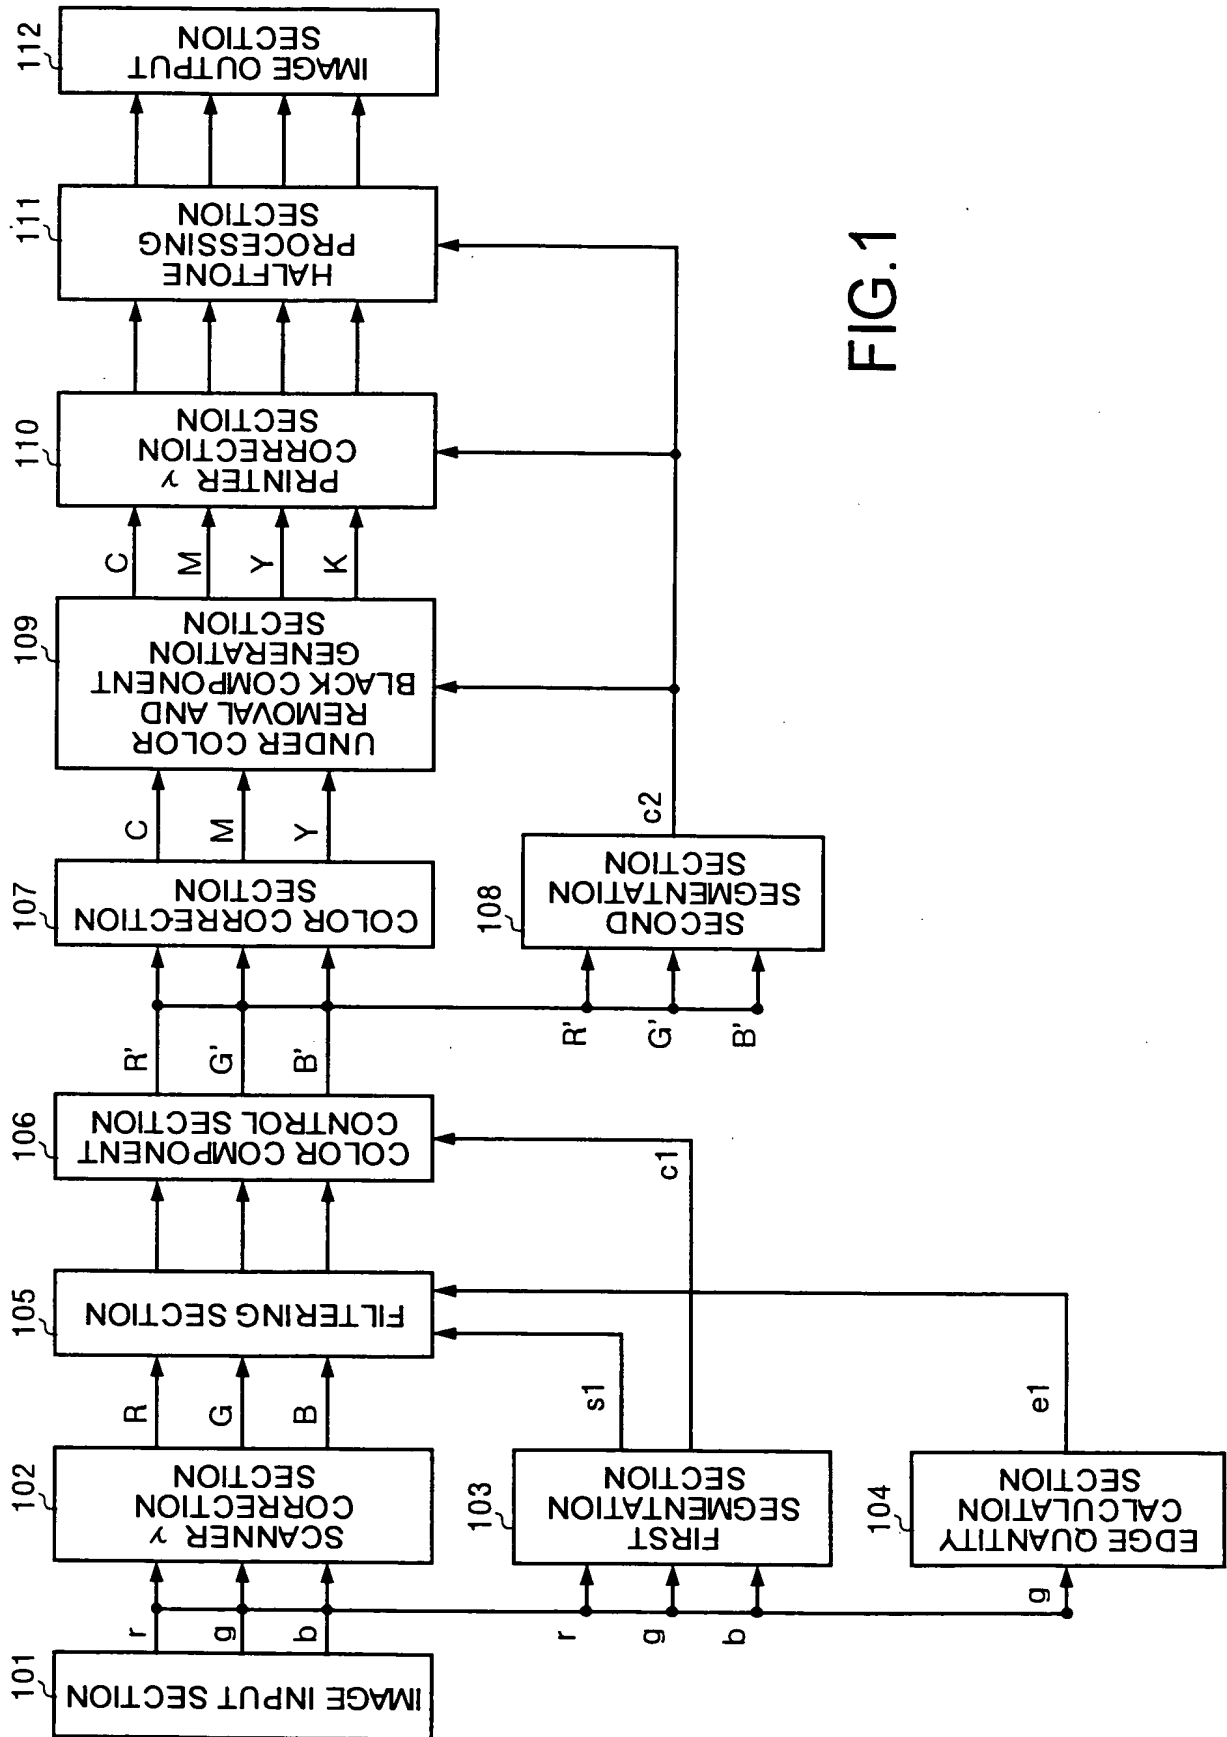 101
IMAGE INPUT SECTION
r
g
b
102
SCANNER γ
CORRECTION
SECTION
R
G
B
105
FILTERING SECTION
106
COLOR COMPONENT
CONTROL SECTION
R'
G'
B'
107
COLOR CORRECTION
SECTION
C
M
Y
109
UNDER COLOR
REMOVAL AND
BLACK COMPONENT
GENERATION
SECTION
C
M
Y
K
110
PRINTER γ
CORRECTION
SECTION
111
HALFTONE
PROCESSING
SECTION
112
IMAGE OUTPUT
SECTION
r
g
b
103
FIRST
SEGMENTATION
SECTION
s1
c1
R'
G'
B'
108
SECOND
SEGMENTATION
SECTION
c2
g
104
EDGE QUANTITY
CALCULATION
SECTION
e1
FIG.1